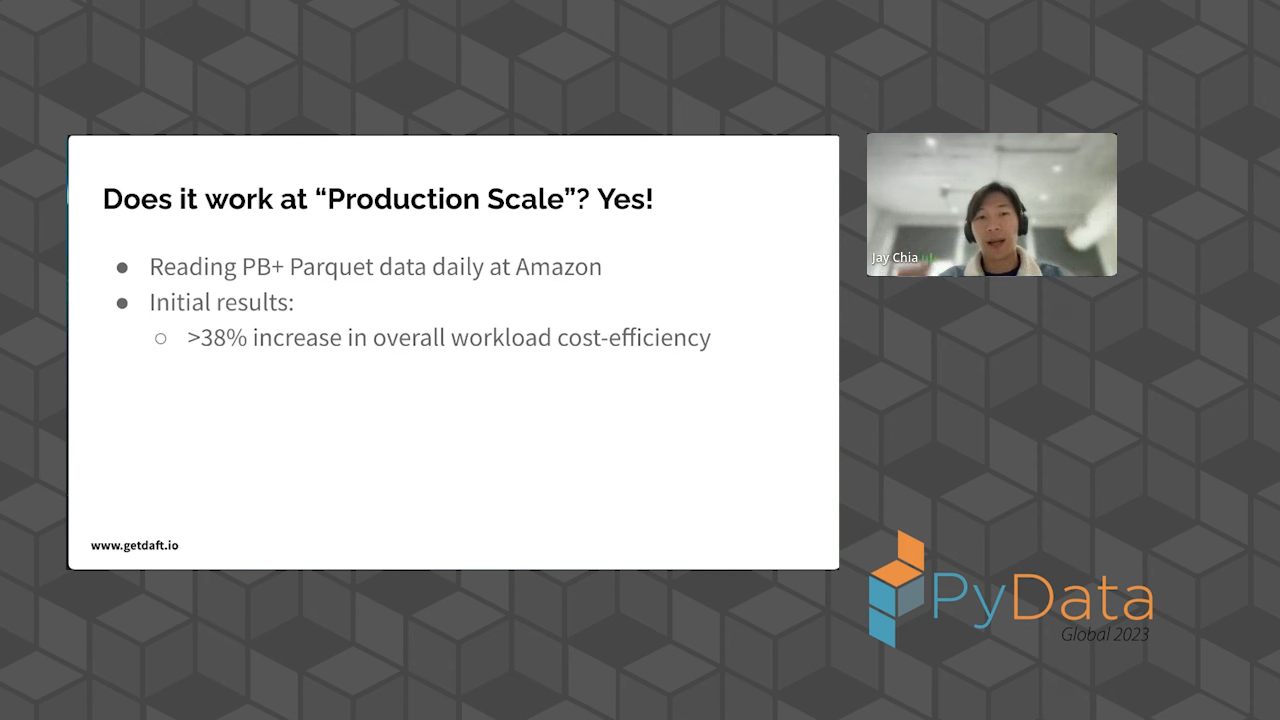 Does it work at “Production Scale”? Yes!
● Reading PB+ Parquet data daily at Amazon
● Initial results:
○ >38% increase in overall workload cost-efficiency
www.getdaft.io
Jay Chia
PyData
Global 2023